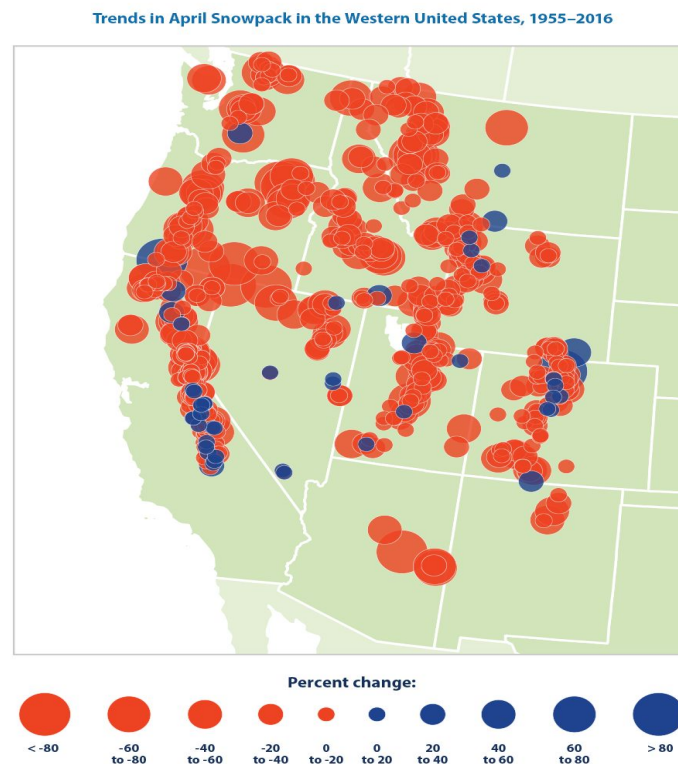 Trends in April Snowpack in the Western United States, 1955–2016
Percent change:
< -80
-60
to -80
-40
to -60
-20
to -40
0
to -20
0
to 20
20
to 40
40
to 60
60
to 80
> 80